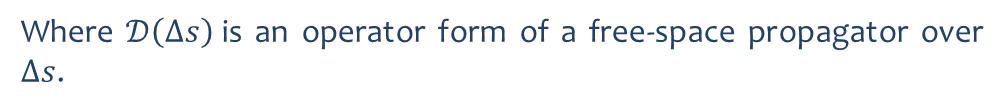 Where 𝒟(Δs) is an operator form of a free-space propagator over
Δs.